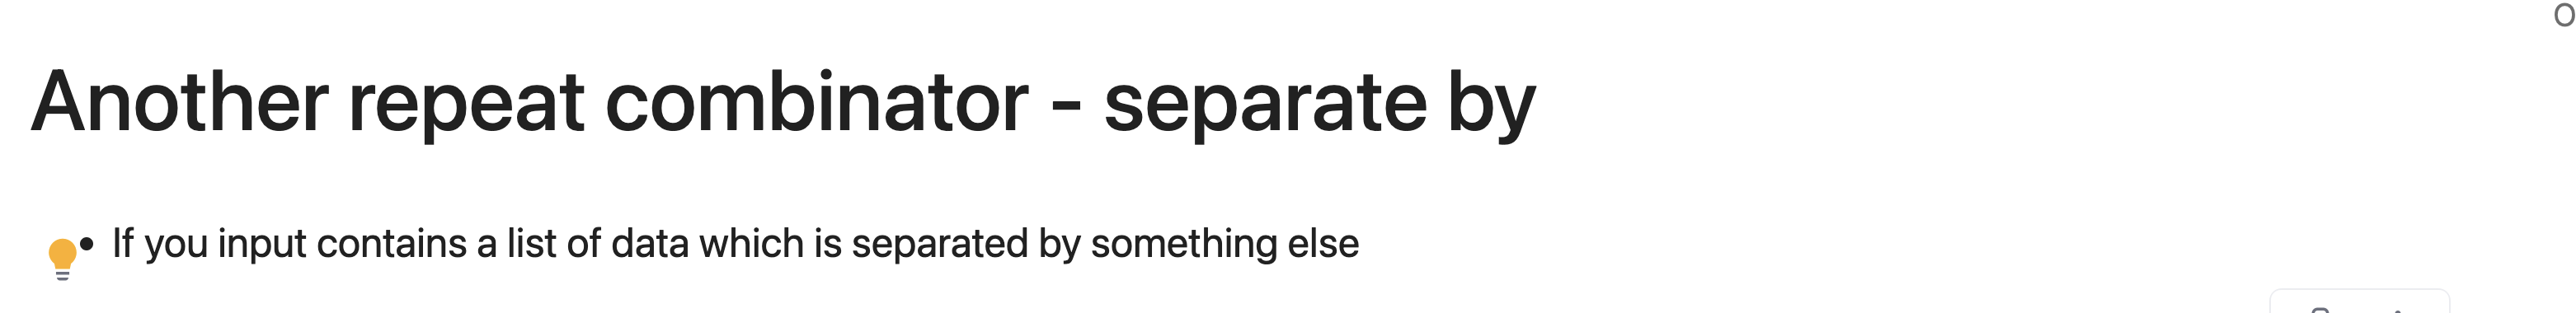 Another repeat combinator - separate by
• If you input contains a list of data which is separated by something else